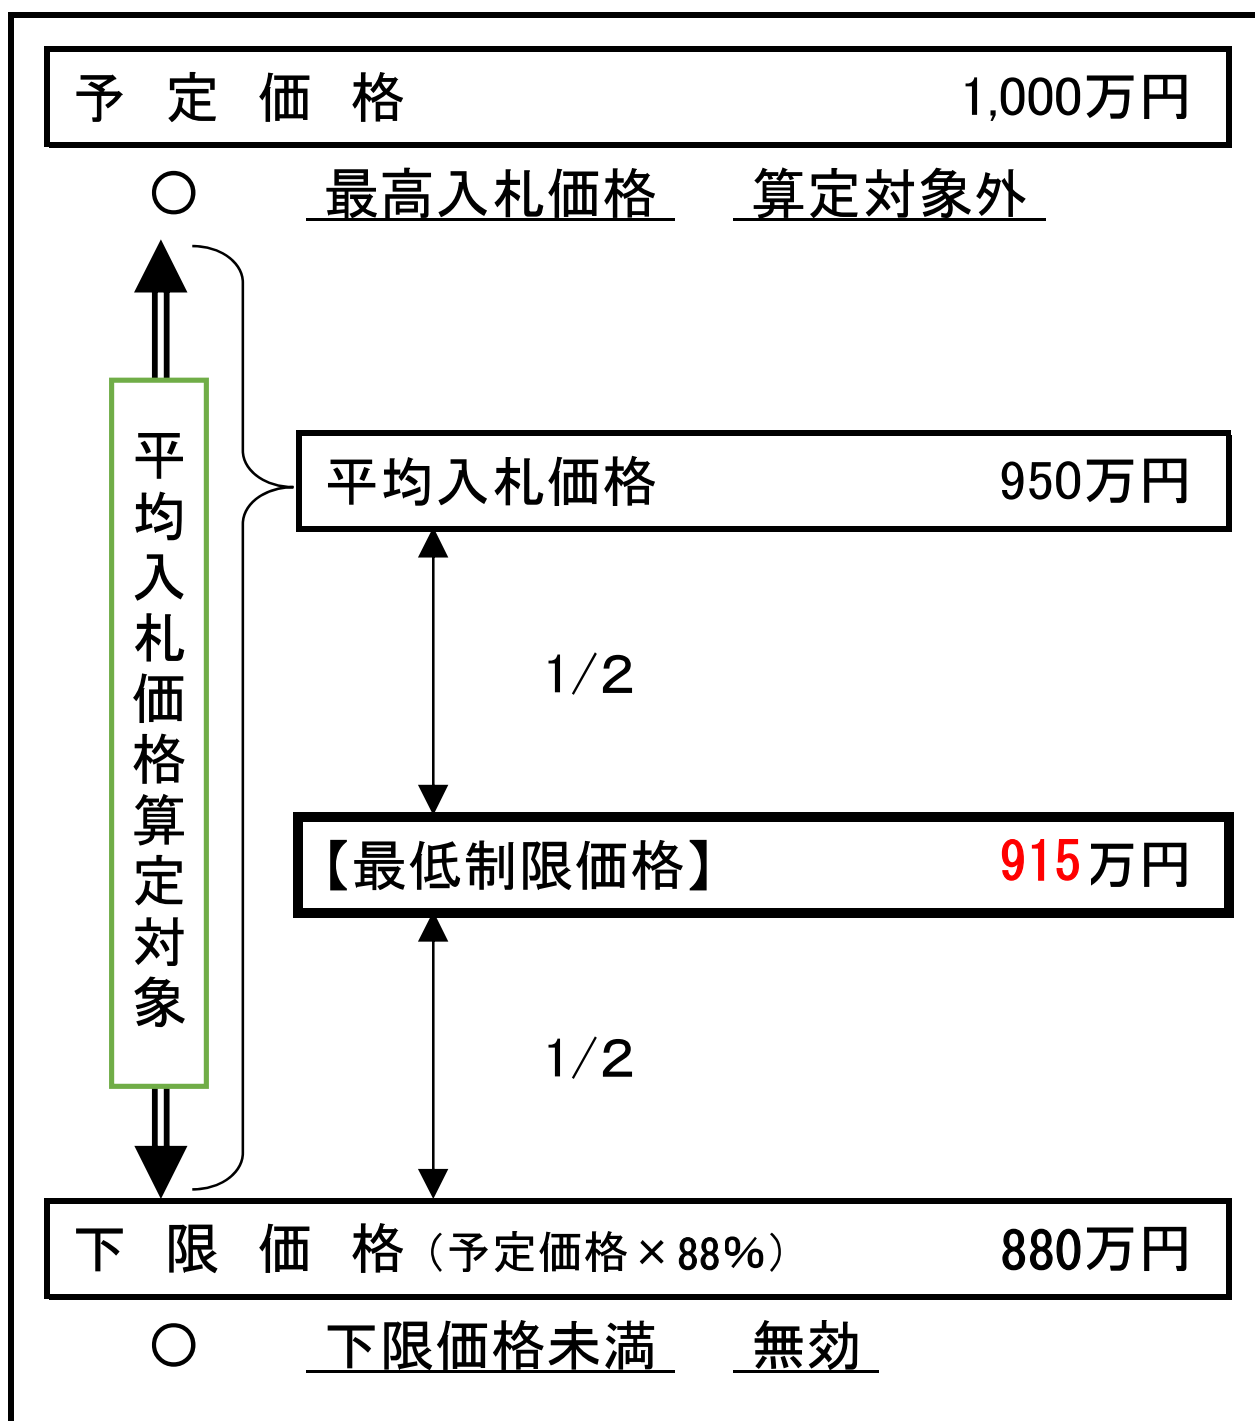 予定価格 1,000万円
○ 最高入札価格 算定対象外
平均入札価格算定対象
平均入札価格 950万円
1/2
【最低制限価格】 915万円
1/2
下限価格（予定価格×88%） 880万円
○ 下限価格未満 無効